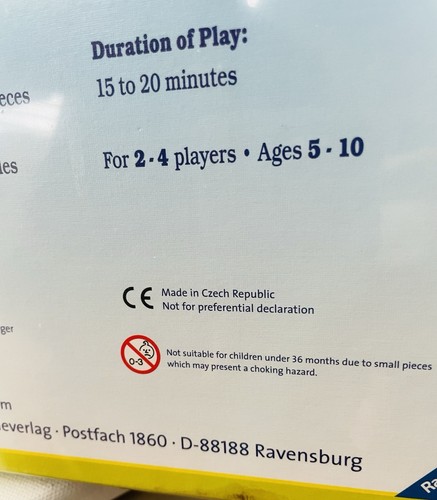 Duration of Play:
15 to 20 minutes
eces
For 2 - 4 players • Ages 5 - 10
les
CE Made in Czech Republic
Not for preferential declaration
ger
0-3 Not suitable for children under 36 months due to small pieces
which may present a choking hazard.
m
everlag · Postfach 1860 · D-88188 Ravensburg
Ra